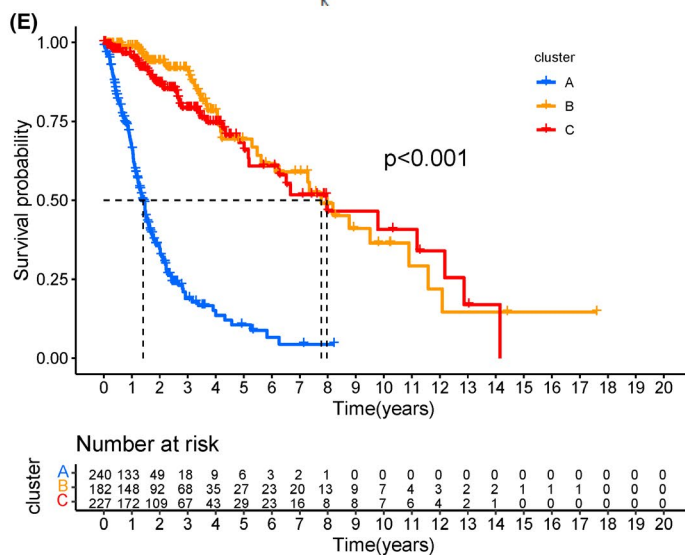 K
(E)
1.00
0.75
0.50
0.25
0.00
Survival probability
cluster
A
B
C
p<0.001
0 1 2 3 4 5 6 7 8 9 10 11 12 13 14 15 16 17 18 19 20
Time(years)
Number at risk
cluster
A 240 133 49 18 9 6 3 2 1 0 0 0 0 0 0 0 0 0 0 0 0
B 182 148 92 68 35 27 23 20 13 9 7 4 3 2 2 1 1 1 0 0 0
C 227 172 109 67 43 29 23 16 8 8 7 6 4 2 1 0 0 0 0 0 0
0 1 2 3 4 5 6 7 8 9 10 11 12 13 14 15 16 17 18 19 20
Time(years)